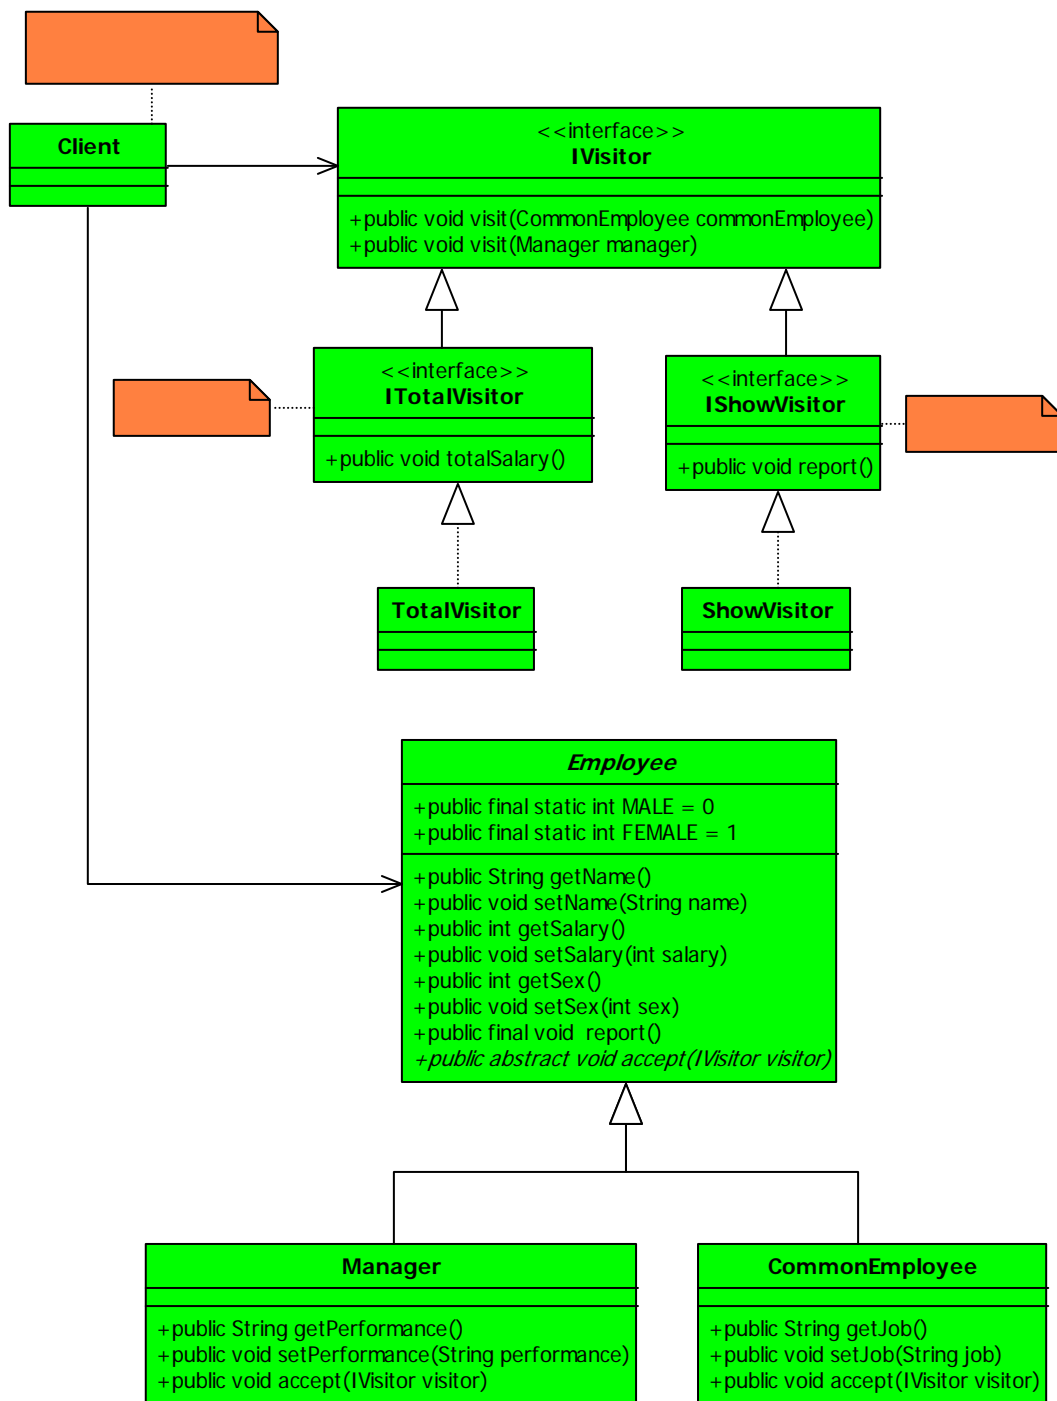 Client
<<interface>>
IVisitor
+public void visit(CommonEmployee commonEmployee)
+public void visit(Manager manager)
<<interface>>
ITotalVisitor
+public void totalSalary()
<<interface>>
IShowVisitor
+public void report()
TotalVisitor
ShowVisitor
Employee
+public final static int MALE = 0
+public final static int FEMALE = 1
+public String getName()
+public void setName(String name)
+public int getSalary()
+public void setSalary(int salary)
+public int getSex()
+public void setSex(int sex)
+public final void  report()
+public abstract void accept(IVisitor visitor)
Manager
+public String getPerformance()
+public void setPerformance(String performance)
+public void accept(IVisitor visitor)
CommonEmployee
+public String getJob()
+public void setJob(String job)
+public void accept(IVisitor visitor)